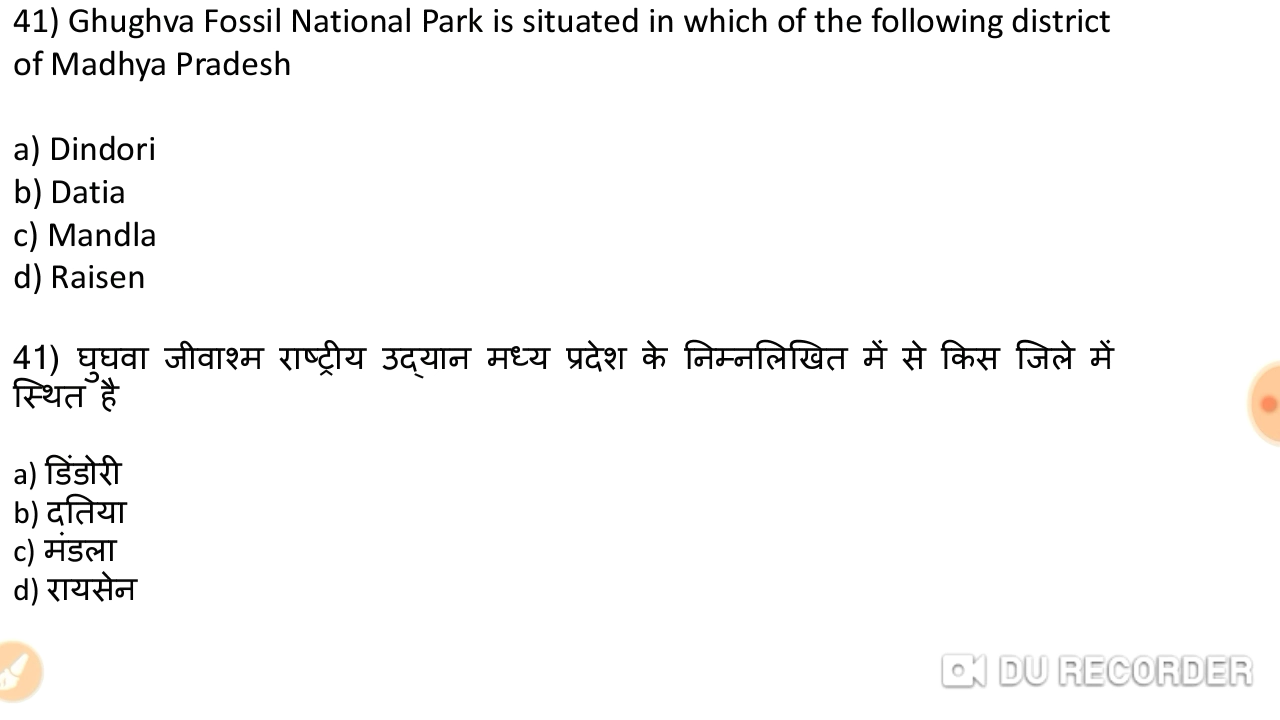 41) Ghughva Fossil National Park is situated in which of the following district
of Madhya Pradesh
a) Dindori
b) Datia
c) Mandla
d) Raisen
41) घुघवा जीवाश्म राष्ट्रीय उद्यान मध्य प्रदेश के निम्नलिखित में से किस जिले में
स्थित है
a) डिंडोरी
b) दतिया
c) मंडला
d) रायसेन
DU RECORDER